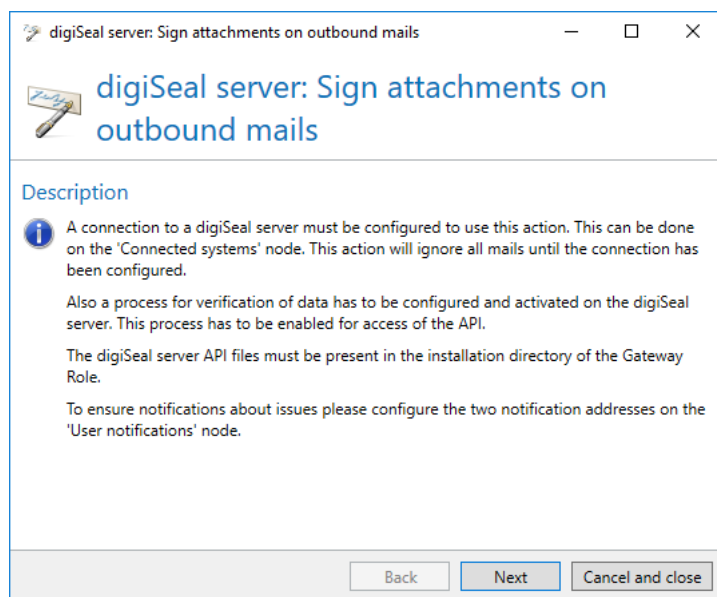 digiSeal server: Sign attachments on outbound mails
digiSeal server: Sign attachments on
outbound mails
Description
A connection to a digiSeal server must be configured to use this action. This can be done
on the 'Connected systems' node. This action will ignore all mails until the connection has
been configured.
Also a process for verification of data has to be configured and activated on the digiSeal
server. This process has to be enabled for access of the API.
The digiSeal server API files must be present in the installation directory of the Gateway
Role.
To ensure notifications about issues please configure the two notification addresses on the
'User notifications' node.
Back Next Cancel and close